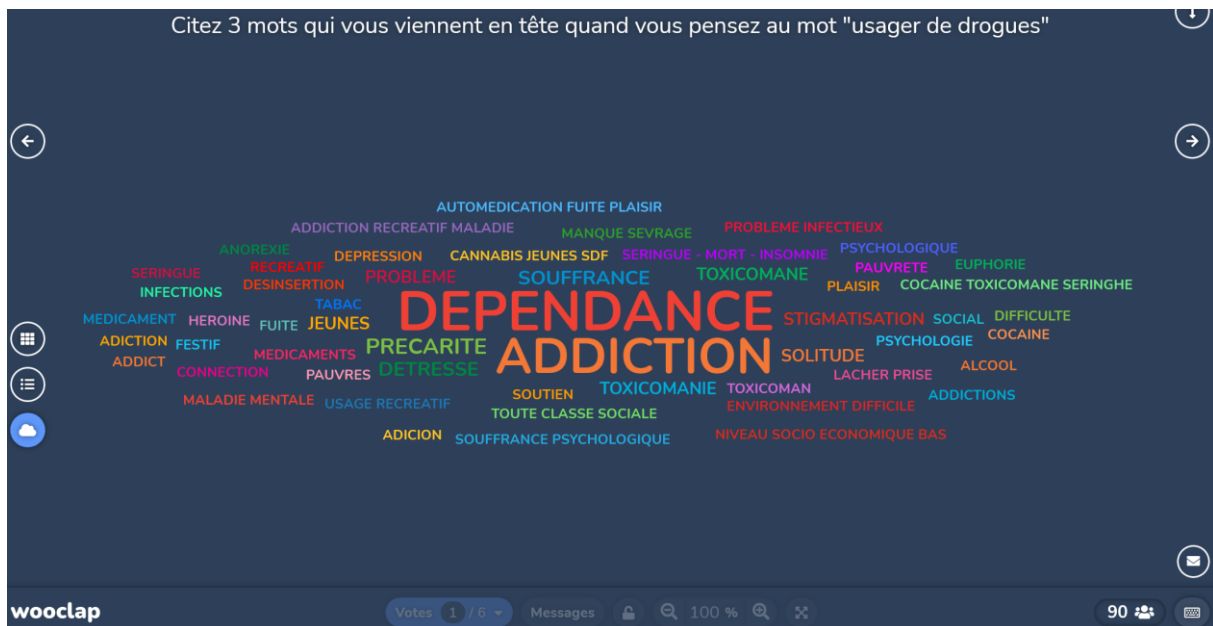 Citez 3 mots qui vous viennent en tête quand vous pensez au mot "usager de drogues"
AUTOMEDICATION FUITE PLAISIR
ADDICTION RECREATIF MALADIE
MANQUE SEVRAGE
PROBLEME INFECTIEUX
ANOREXIE
DEPRESSION
CANNABIS JEUNES SDF
SERINGUE - MORT - INSOMNIE
PSYCHOLOGIQUE
SERINGUE
RECREATIF
PROBLEME
SOUFFRANCE
TOXICOMANE
PAUVRETE
EUPHORIE
INFECTIONS
DESINSERTION
PLAISIR
COCAINE TOXICOMANE SERINGHE
TABAC
DEPENDANCE
MEDICAMENT
HEROINE
FUITE
JEUNES
STIGMATISATION
SOCIAL
DIFFICULTE
ADICTION
FESTIF
PRECARITE
ADDICTION
PSYCHOLOGIE
COCAINE
ADDICT
MEDICAMENTS
SOLITUDE
CONNECTION
PAUVRES
DETRESSE
LACHER PRISE
ALCOOL
MALADIE MENTALE
USAGE RECREATIF
SOUTIEN
TOXICOMANIE
TOXICOMAN
ADDICTIONS
TOUTE CLASSE SOCIALE
ENVIRONNEMENT DIFFICILE
ADICION
SOUFFRANCE PSYCHOLOGIQUE
NIVEAU SOCIO ECONOMIQUE BAS
wooclap
Votes 1 / 6
Messages
100 %
90